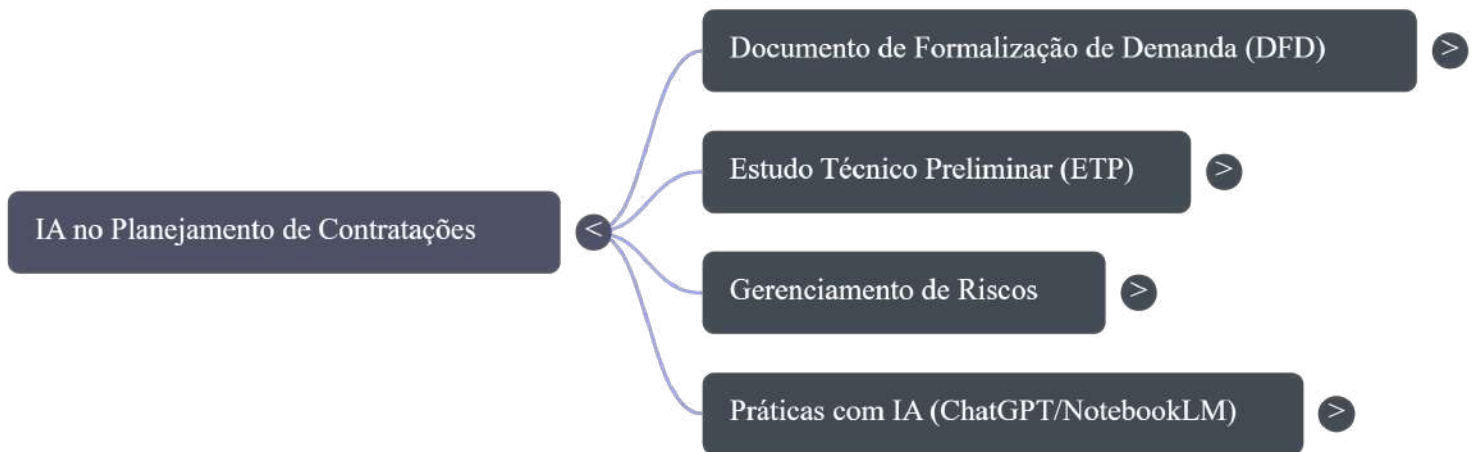 Documento de Formalização de Demanda (DFD)
>
Estudo Técnico Preliminar (ETP)
>
IA no Planejamento de Contratações
<
Gerenciamento de Riscos
>
Práticas com IA (ChatGPT/NotebookLM)
>